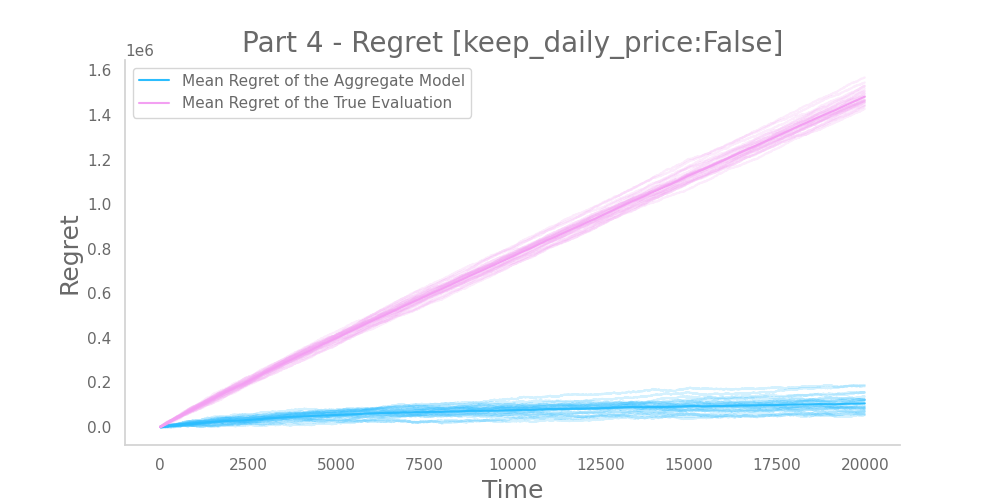 Part 4 - Regret [keep_daily_price:False]
1e6
1.6
1.4
1.2
1.0
0.8
0.6
0.4
0.2
0.0
Regret
Mean Regret of the Aggregate Model
Mean Regret of the True Evaluation
0 2500 5000 7500 10000 12500 15000 17500 20000
Time